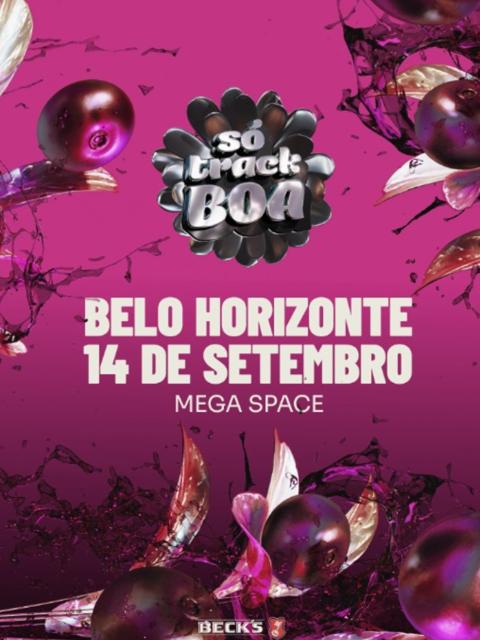 só
track
BOA
BELO HORIZONTE
14 DE SETEMBRO
MEGA SPACE
BECK'S